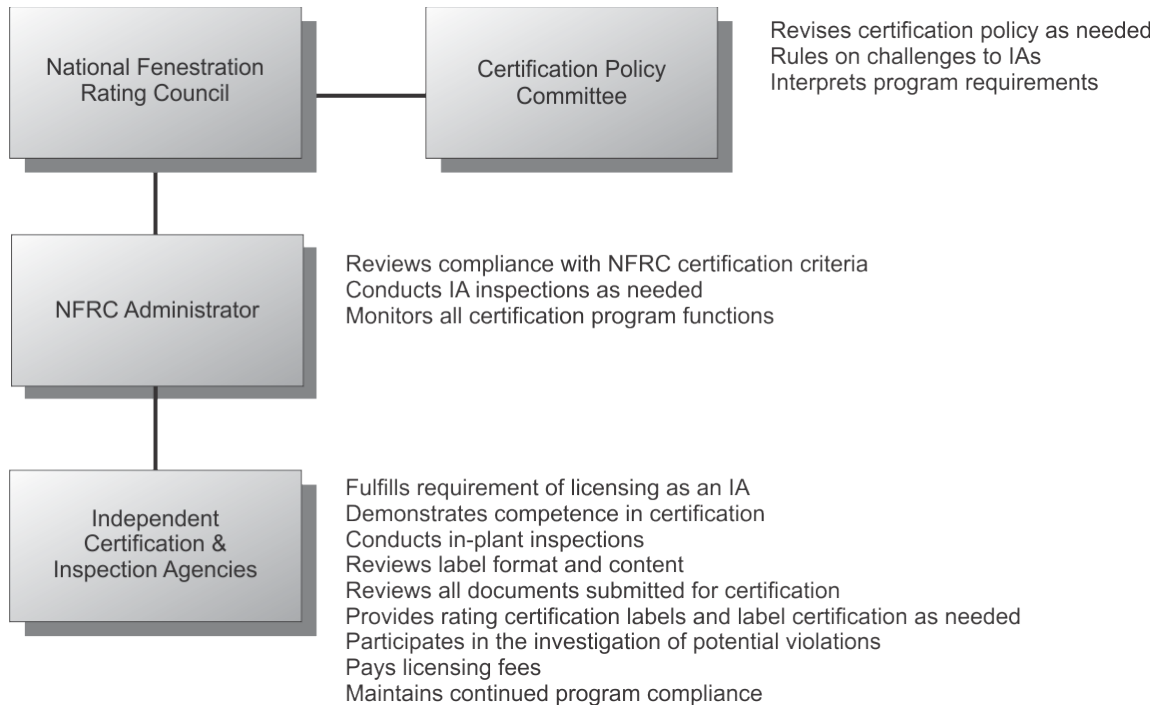 National Fenestration
Rating Council
Certification Policy
Committee
Revises certification policy as needed
Rules on challenges to IAs
Interprets program requirements
NFRC Administrator
Reviews compliance with NFRC certification criteria
Conducts IA inspections as needed
Monitors all certification program functions
Independent
Certification &
Inspection Agencies
Fulfills requirement of licensing as an IA
Demonstrates competence in certification
Conducts in-plant inspections
Reviews label format and content
Reviews all documents submitted for certification
Provides rating certification labels and label certification as needed
Participates in the investigation of potential violations
Pays licensing fees
Maintains continued program compliance